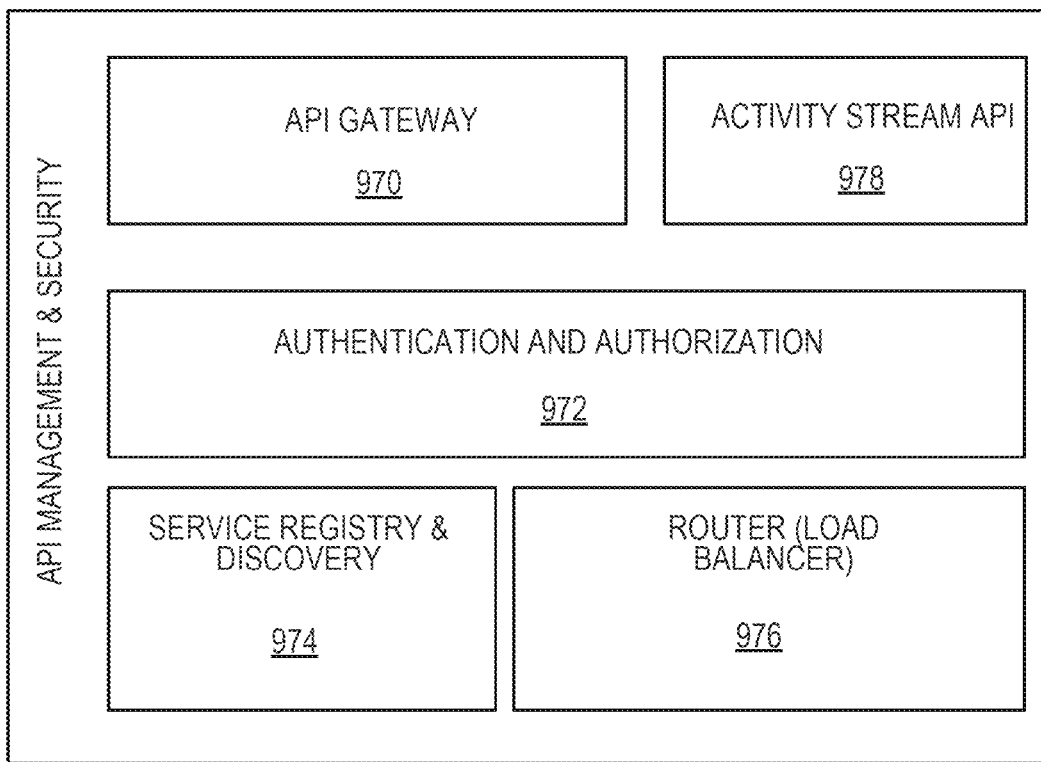 API MANAGEMENT & SECURITY
API GATEWAY
970
ACTIVITY STREAM API
978
AUTHENTICATION AND AUTHORIZATION
972
SERVICE REGISTRY &
DISCOVERY
974
ROUTER (LOAD
BALANCER)
976